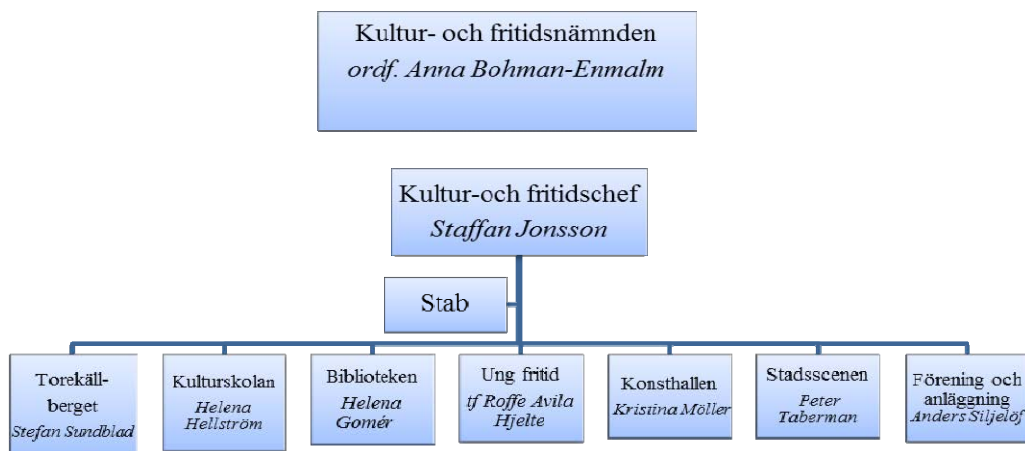 Kultur- och fritidsnämnden
ordf. Anna Bohman-Enmalm
Kultur-och fritidschef
Staffan Jonsson
Stab
Torekäll-
berget
Stefan Sundblad
Kulturskolan
Helena
Hellström
Biblioteken
Helena
Gomér
Ung fritid
tf Roffe Avila
Hjelte
Konsthallen
Kristina Möller
Stadsscenen
Peter
Taberman
Förening och
anläggning
Anders Siljelöf